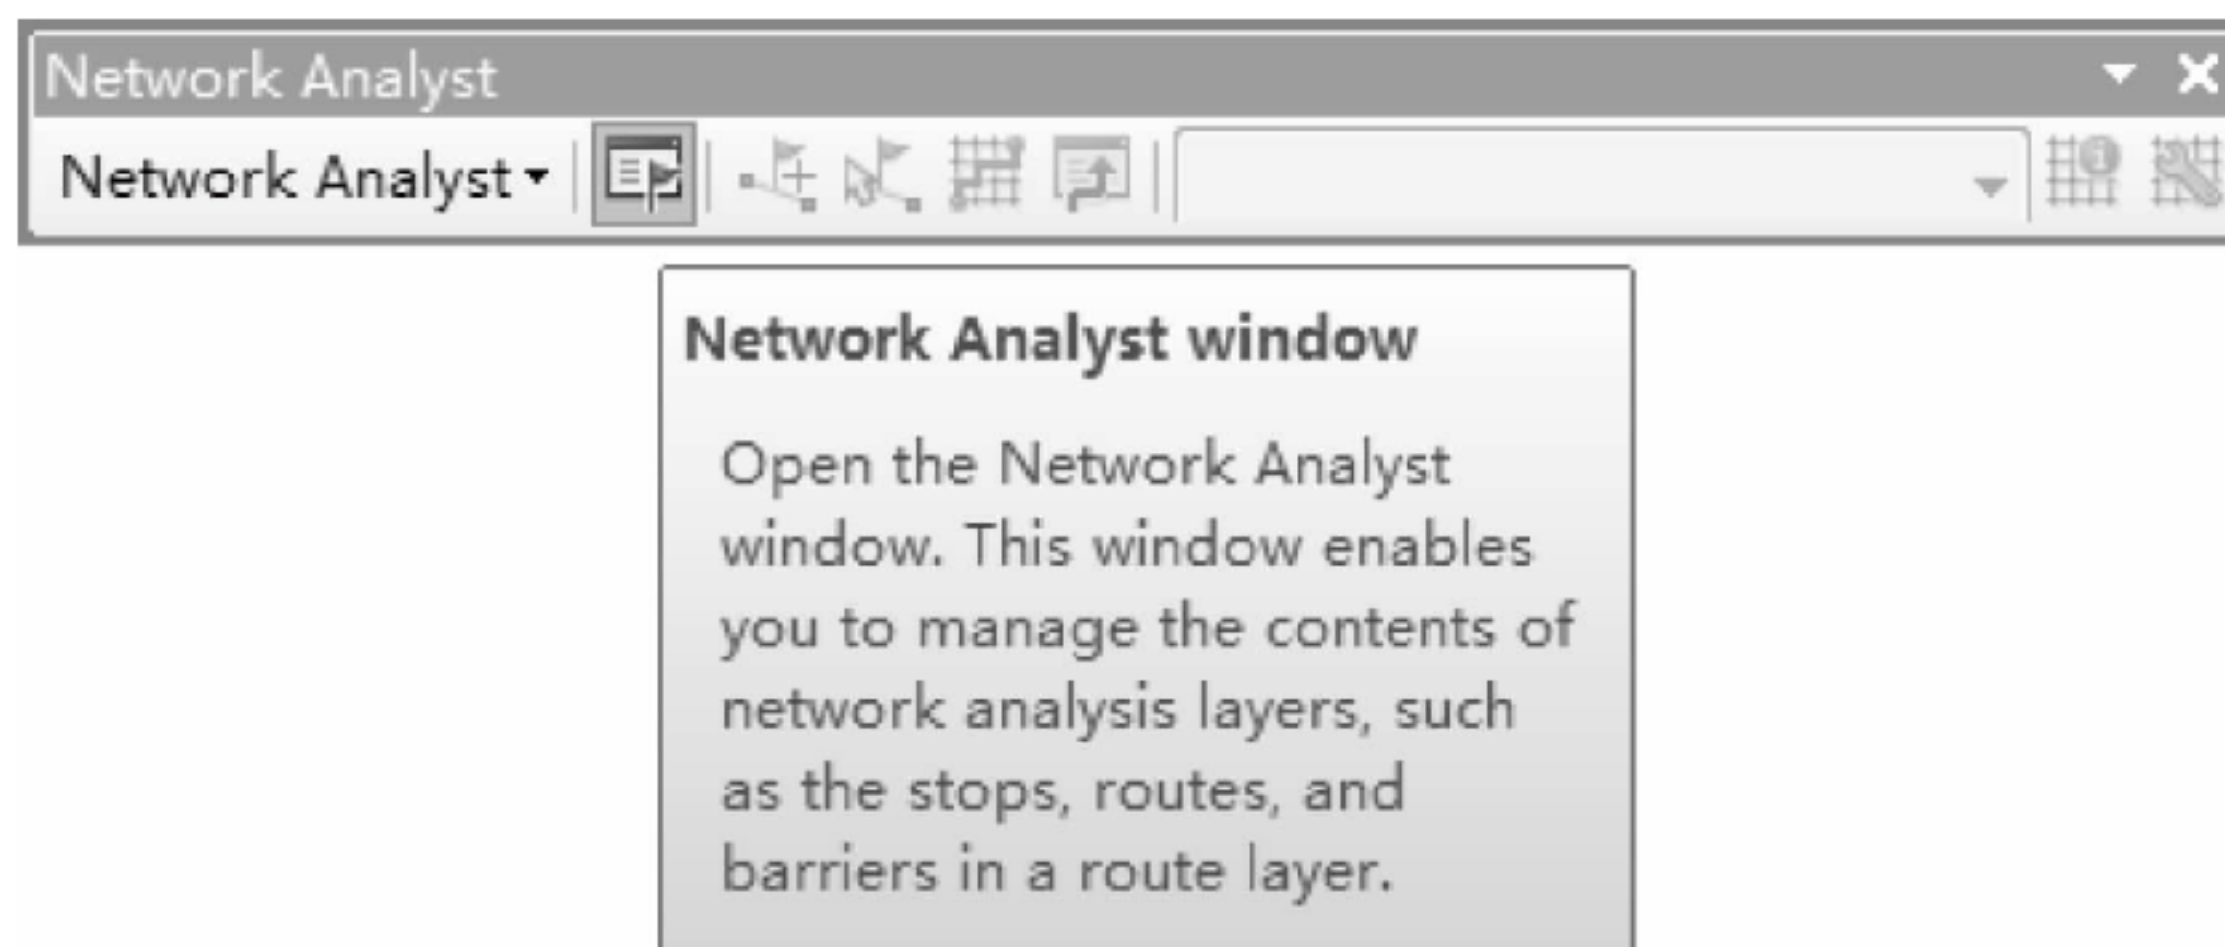 Network Analyst
Network Analyst
Network Analyst window
Open the Network Analyst
window. This window enables
you to manage the contents of
network analysis layers, such
as the stops, routes, and
barriers in a route layer.